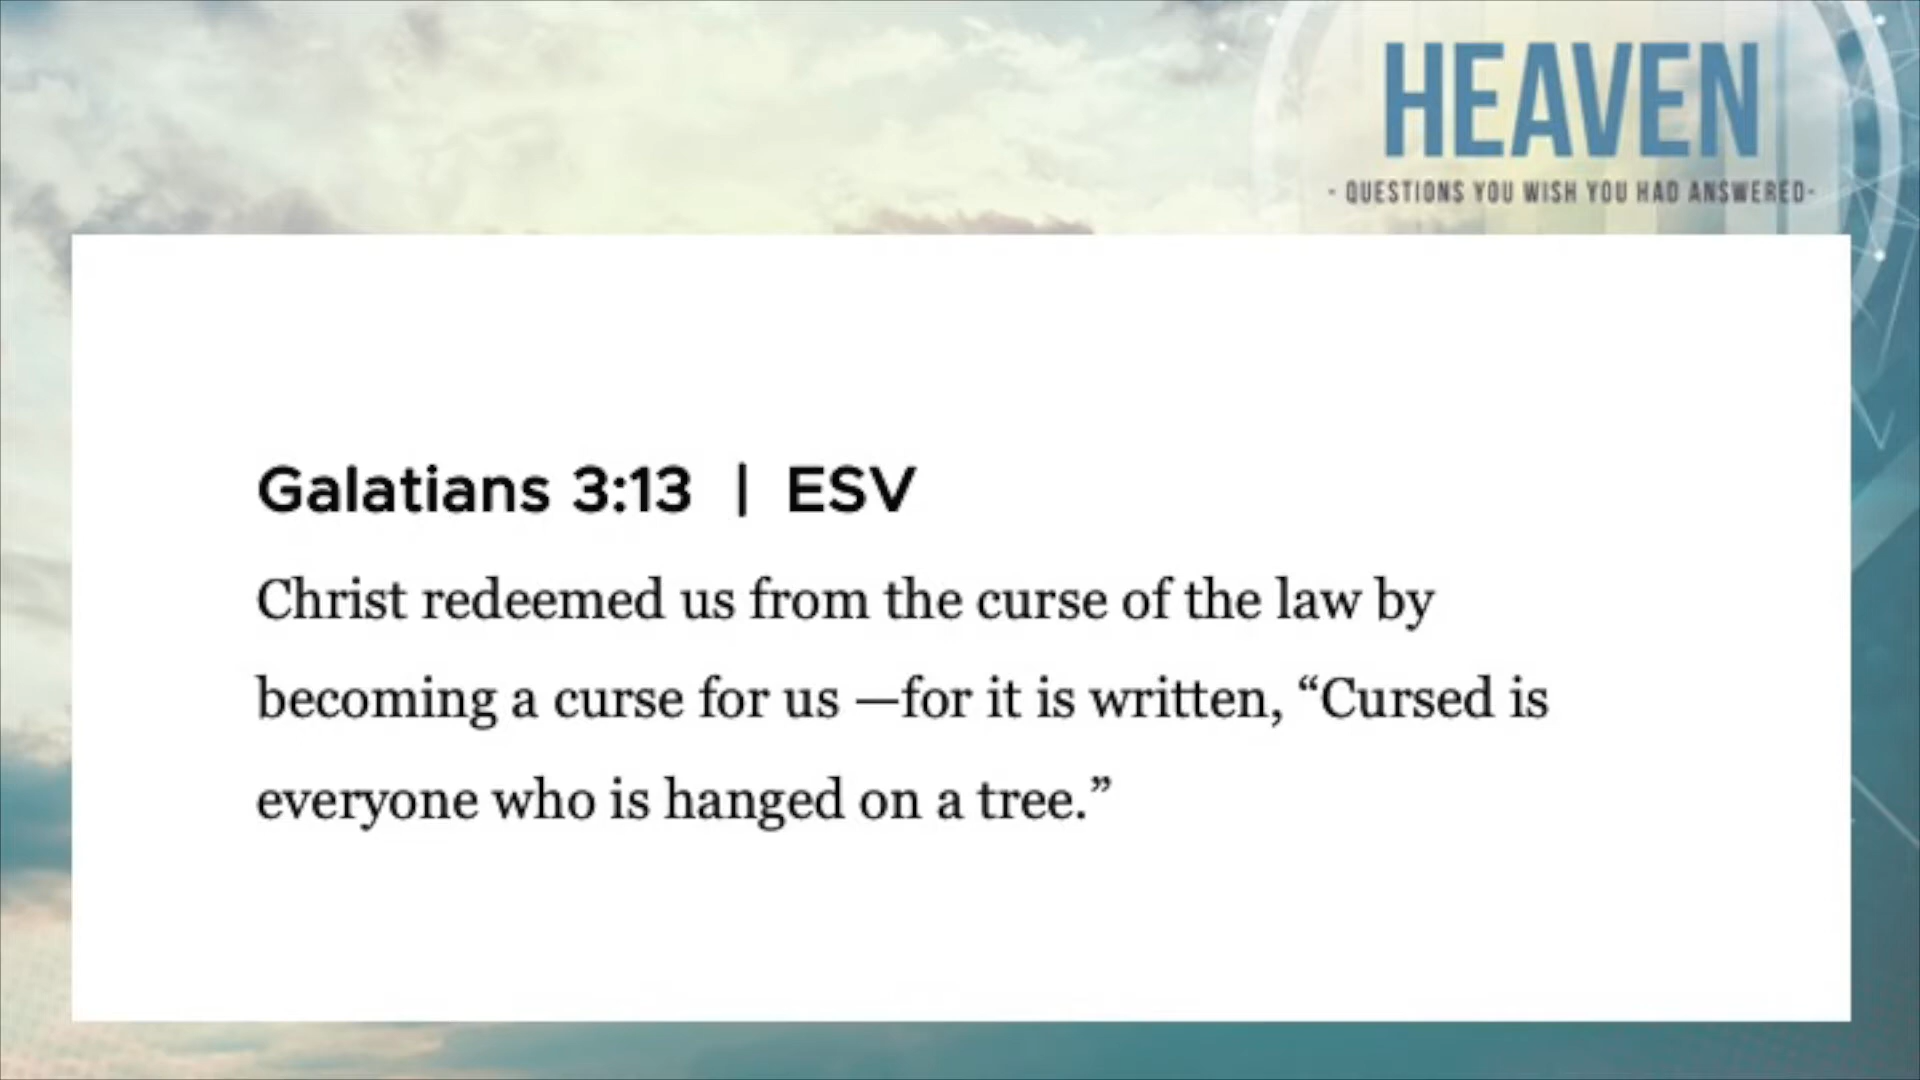 HEAVEN
- QUESTIONS YOU WISH YOU HAD ANSWERED-
Galatians 3:13 | ESV
Christ redeemed us from the curse of the law by
becoming a curse for us —for it is written, “Cursed is
everyone who is hanged on a tree.”